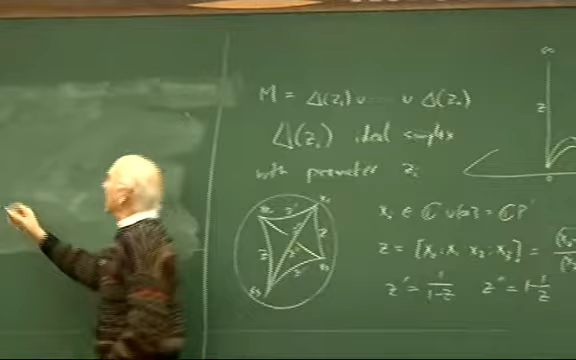 M = Δ(z₁) ∪ ··· ∪ Δ(zₙ)
Δ(zᵢ) ideal simplex
with parameter zᵢ
∞
z
0
xᵢ ∈ ℂ ∪ {∞} = ℂP¹
z = [x₀ : x₁ x₂ : x₃] =
z' = 1/(1-z) z'' = 1 - 1/z